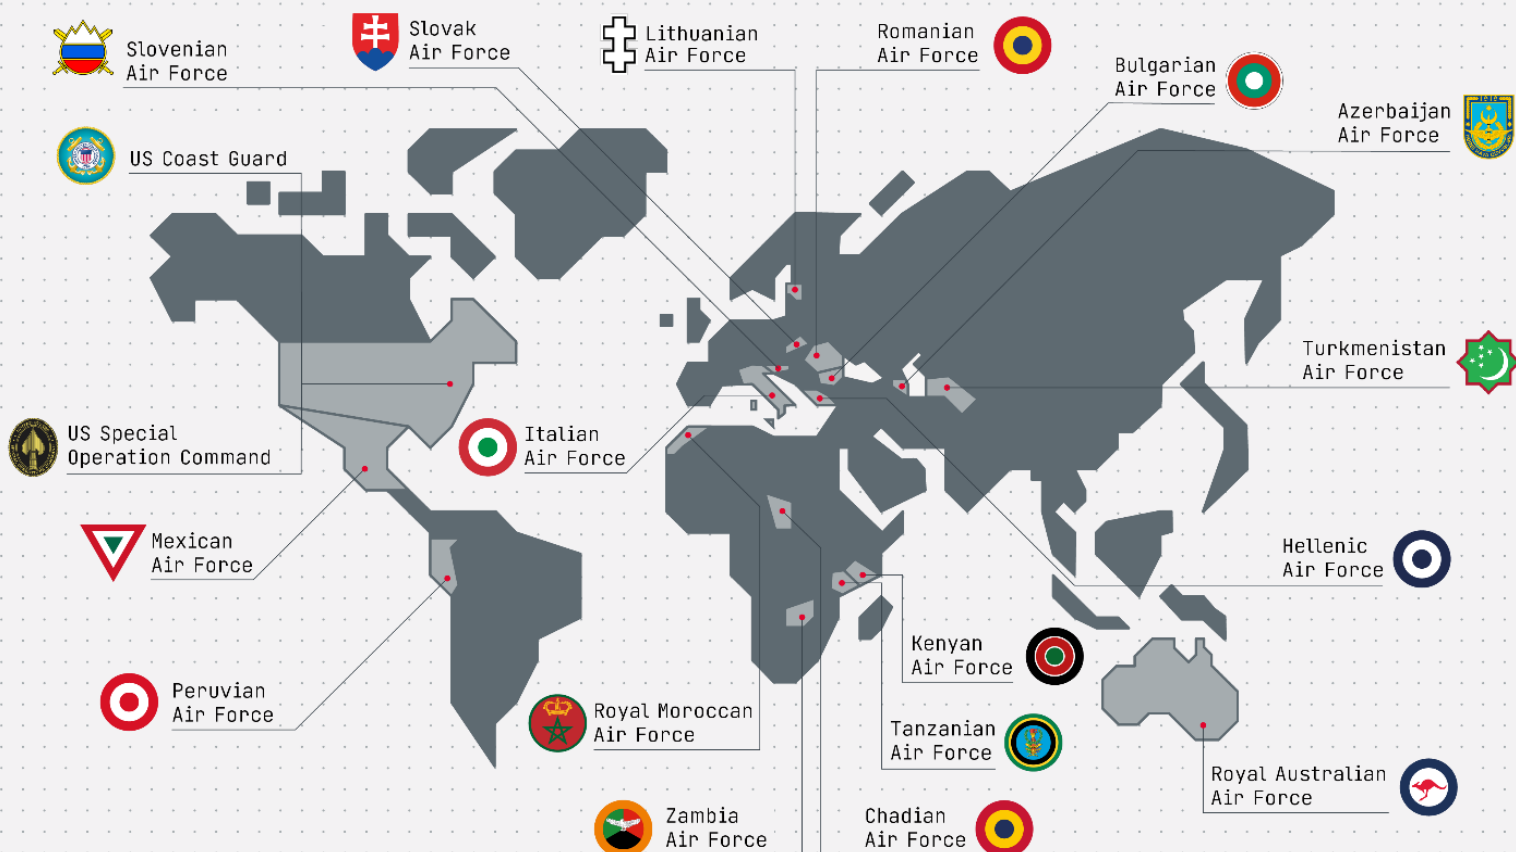 Slovenian
Air Force
Slovak
Air Force
Lithuanian
Air Force
Romanian
Air Force
Bulgarian
Air Force
Azerbaijan
Air Force
US Coast Guard
Turkmenistan
Air Force
US Special
Operation Command
Italian
Air Force
Mexican
Air Force
Hellenic
Air Force
Kenyan
Air Force
Peruvian
Air Force
Royal Moroccan
Air Force
Tanzanian
Air Force
Royal Australian
Air Force
Zambia
Air Force
Chadian
Air Force